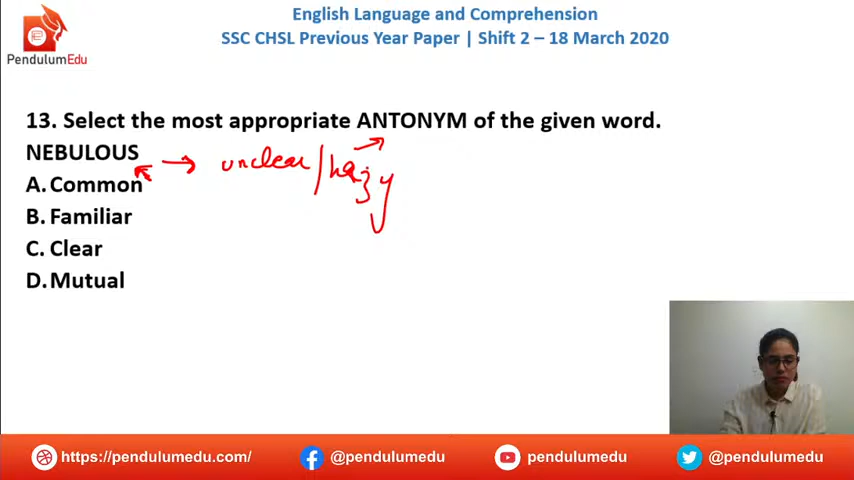 English Language and Comprehension
SSC CHSL Previous Year Paper | Shift 2 – 18 March 2020
PendulumEdu
13. Select the most appropriate ANTONYM of the given word.
NEBULOUS
unclear/hazy
A. Common
B. Familiar
C. Clear
D. Mutual
https://pendulumedu.com/ @pendulumedu pendulumedu @pendulumedu